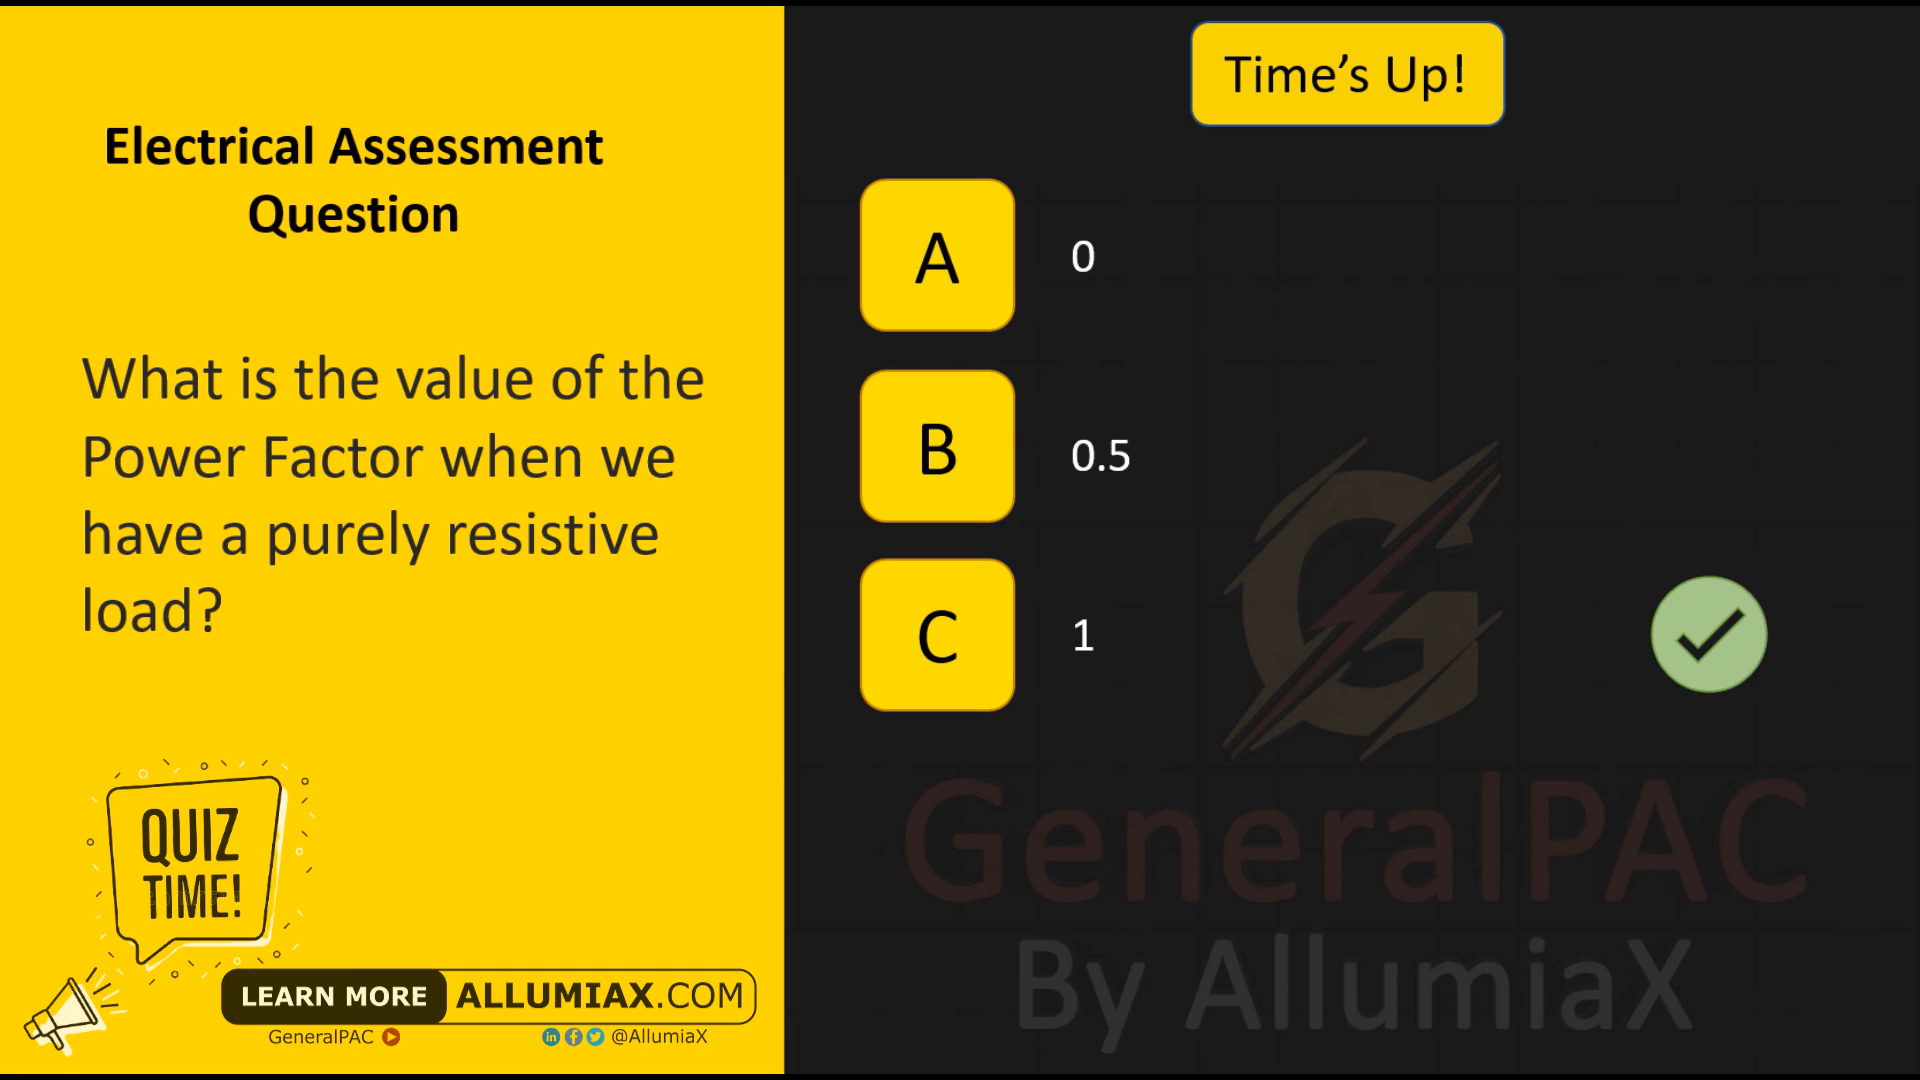 Electrical Assessment
Question
What is the value of the
Power Factor when we
have a purely resistive
load?
QUIZ
TIME!
LEARN MORE ALLUMIAX.COM
GeneralPAC
in f @AllumiaX
Time’s Up!
A 0
B 0.5
C 1
G
GeneralPAC
By AllumiaX